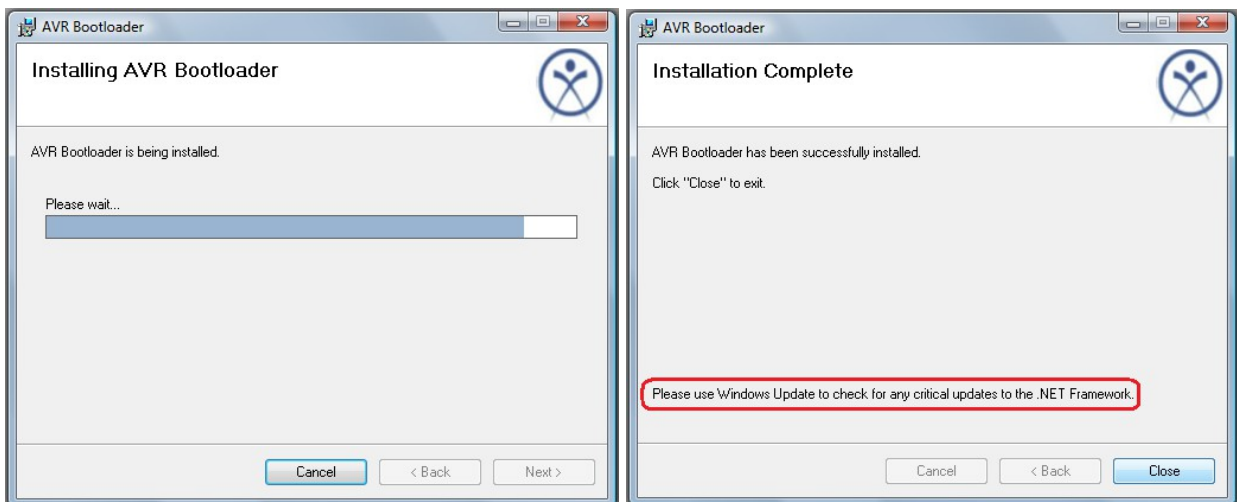 AVR Bootloader
Installing AVR Bootloader
AVR Bootloader is being installed.
Please wait...
Cancel
< Back
Next >
AVR Bootloader
Installation Complete
AVR Bootloader has been successfully installed.
Click "Close" to exit.
Please use Windows Update to check for any critical updates to the .NET Framework.
Cancel
< Back
Close